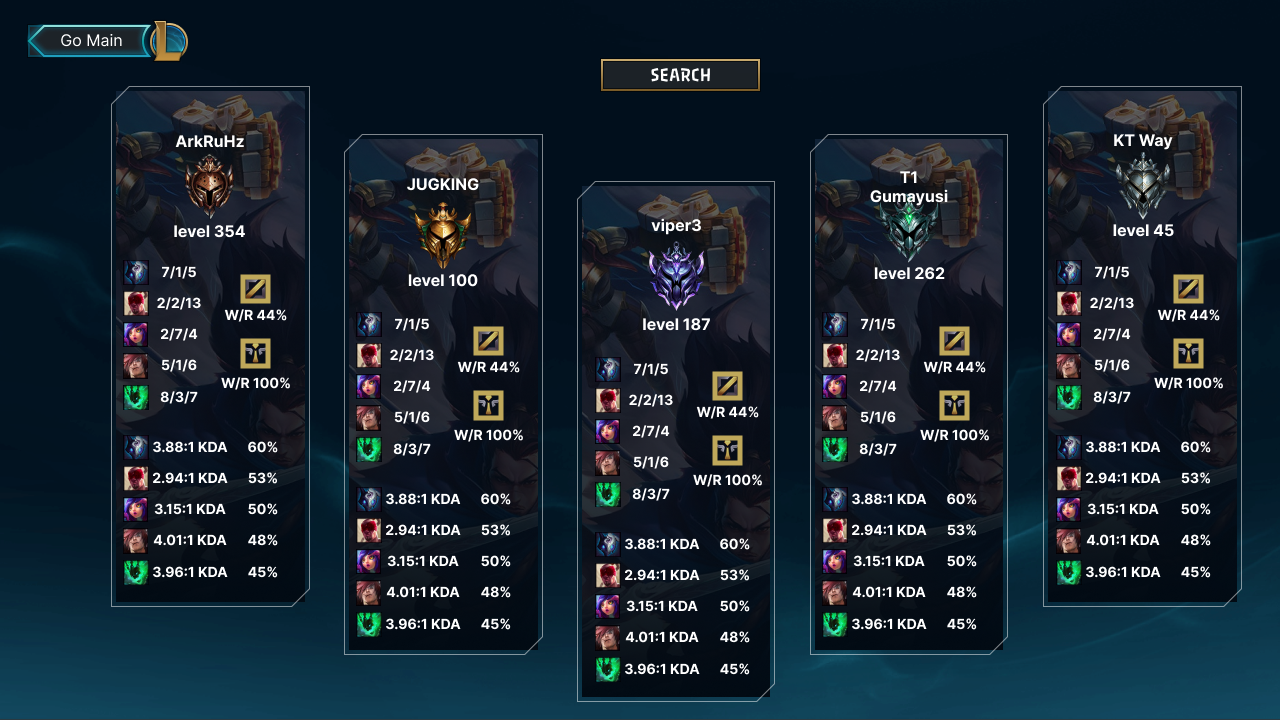 Go Main
SEARCH
ArkRuHz
level 354
7/1/5
2/2/13
2/7/4
5/1/6
8/3/7
W/R 44%
W/R 100%
3.88:1 KDA 60%
2.94:1 KDA 53%
3.15:1 KDA 50%
4.01:1 KDA 48%
3.96:1 KDA 45%
JUGKING
level 100
7/1/5
2/2/13
2/7/4
5/1/6
8/3/7
W/R 44%
W/R 100%
3.88:1 KDA 60%
2.94:1 KDA 53%
3.15:1 KDA 50%
4.01:1 KDA 48%
3.96:1 KDA 45%
viper3
level 187
7/1/5
2/2/13
2/7/4
5/1/6
8/3/7
W/R 44%
W/R 100%
3.88:1 KDA 60%
2.94:1 KDA 53%
3.15:1 KDA 50%
4.01:1 KDA 48%
3.96:1 KDA 45%
T1
Gumayusi
level 262
7/1/5
2/2/13
2/7/4
5/1/6
8/3/7
W/R 44%
W/R 100%
3.88:1 KDA 60%
2.94:1 KDA 53%
3.15:1 KDA 50%
4.01:1 KDA 48%
3.96:1 KDA 45%
KT Way
level 45
7/1/5
2/2/13
2/7/4
5/1/6
8/3/7
W/R 44%
W/R 100%
3.88:1 KDA 60%
2.94:1 KDA 53%
3.15:1 KDA 50%
4.01:1 KDA 48%
3.96:1 KDA 45%